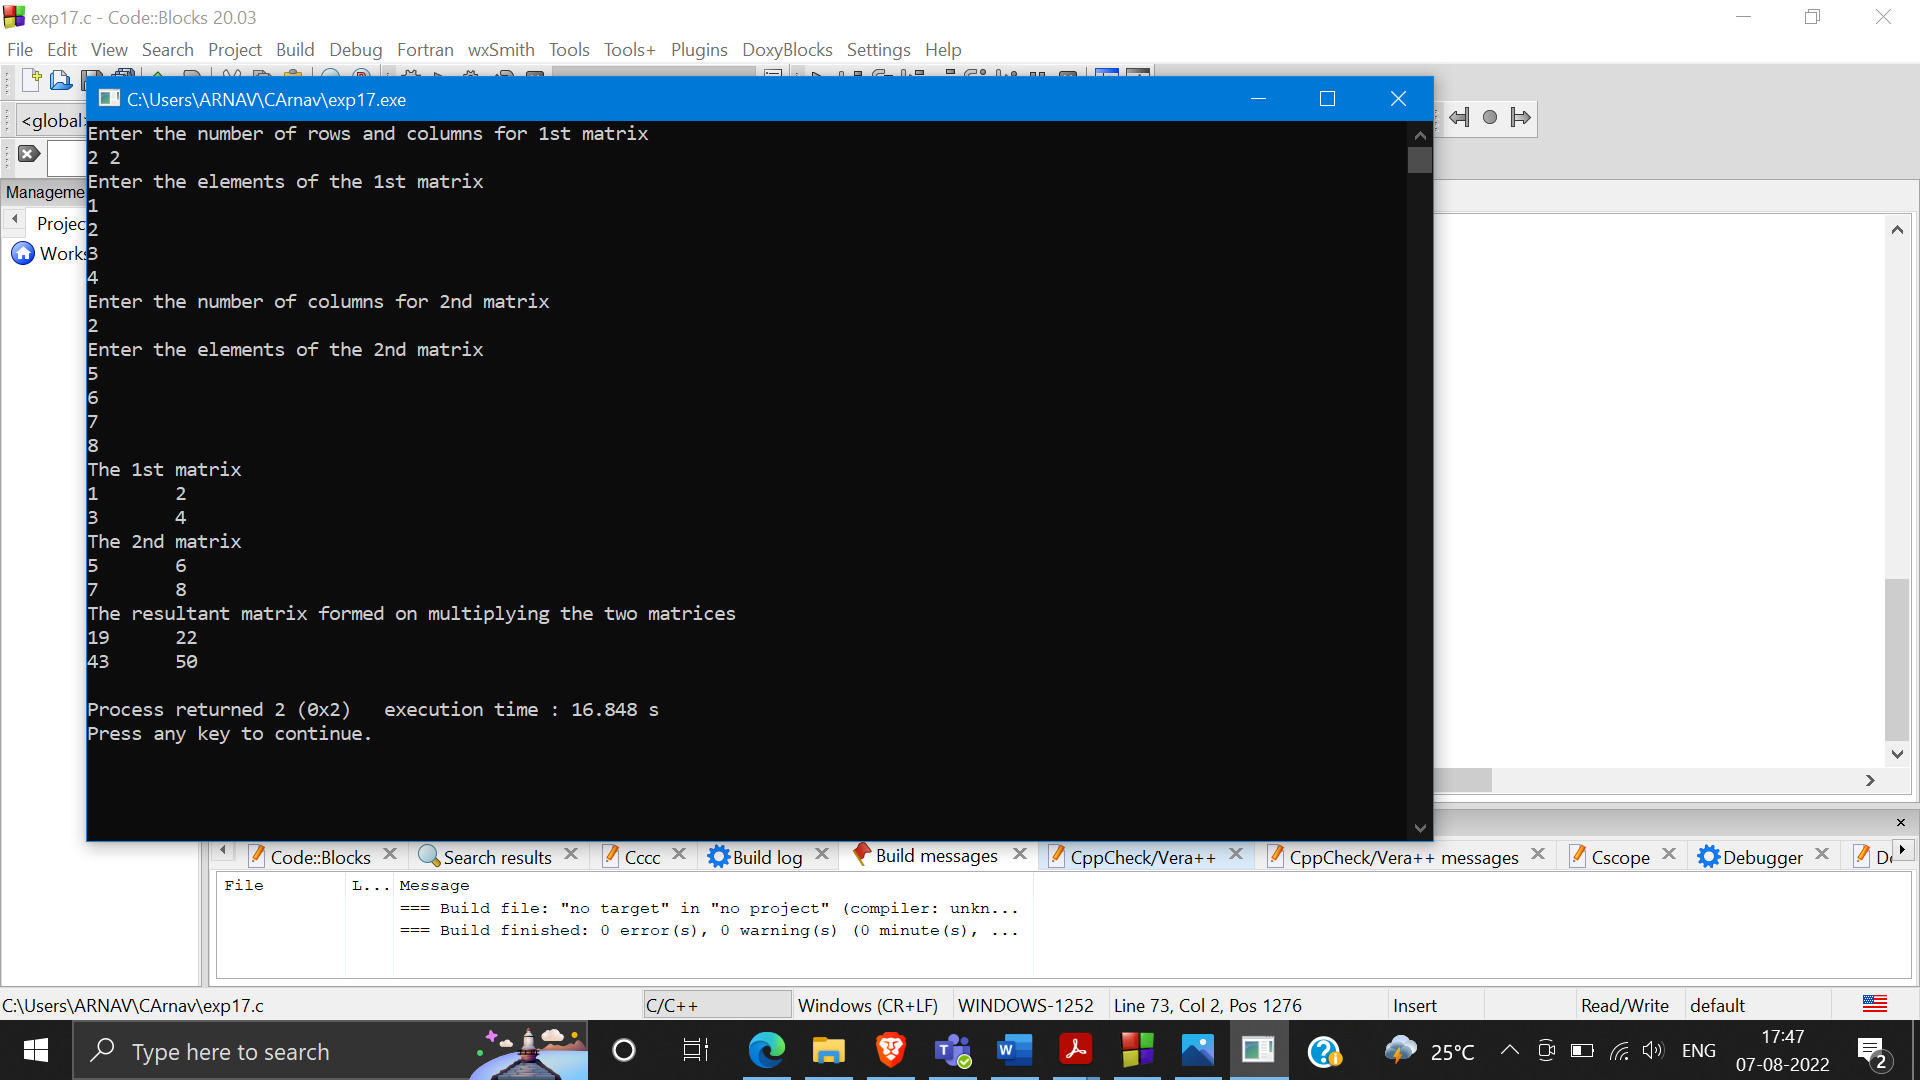 exp17.c - Code::Blocks 20.03
File Edit View Search Project Build Debug Fortran wxSmith Tools Tools+ Plugins DoxyBlocks Settings Help
C:\Users\ARNAV\CArnav\exp17.exe
<global>
Enter the number of rows and columns for 1st matrix
2 2
Enter the elements of the 1st matrix
1
2
3
4
Enter the number of columns for 2nd matrix
2
Enter the elements of the 2nd matrix
5
6
7
8
The 1st matrix
1 2
3 4
The 2nd matrix
5 6
7 8
The resultant matrix formed on multiplying the two matrices
19 22
43 50
Process returned 2 (0x2) execution time : 16.848 s
Press any key to continue.
Manageme
Projec
Works
Code::Blocks Search results Cccc Build log Build messages CppCheck/Vera++ CppCheck/Vera++ messages Cscope Debugger
File L... Message
=== Build file: "no target" in "no project" (compiler: unkn...
=== Build finished: 0 error(s), 0 warning(s) (0 minute(s), ...
C:\Users\ARNAV\CArnav\exp17.c C/C++ Windows (CR+LF) WINDOWS-1252 Line 73, Col 2, Pos 1276 Insert Read/Write default
Type here to search
25°C ENG
17:47
07-08-2022
2